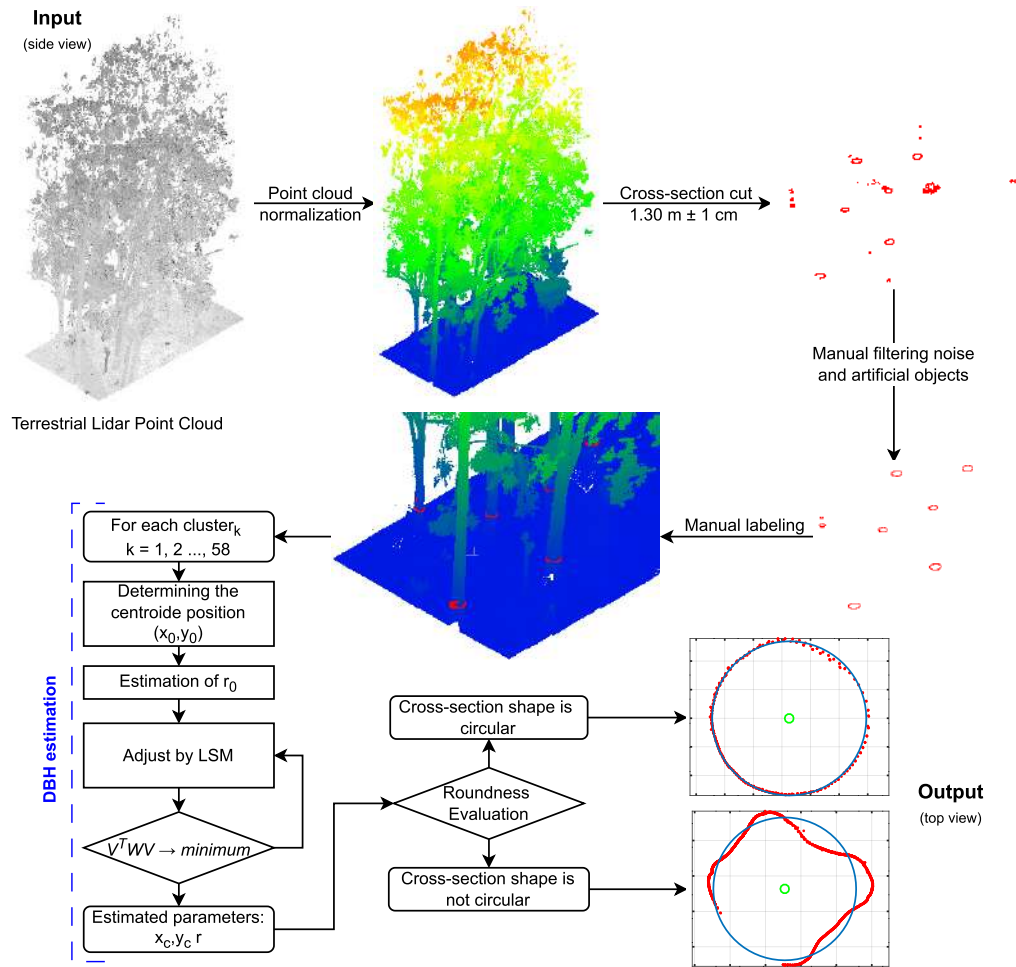 Input
(side view)
Point cloud
normalization
Cross-section cut
1.30 m ± 1 cm
Manual filtering noise
and artificial objects
Terrestrial Lidar Point Cloud
Manual labeling
DBH estimation
For each cluster_k
k = 1, 2 ..., 58
Determining the
centroide position
(x_0,y_0)
Estimation of r_0
Adjust by LSM
V^TWV → minimum
Estimated parameters:
x_c,y_c r
Cross-section shape is
circular
Roundness
Evaluation
Cross-section shape is
not circular
Output
(top view)